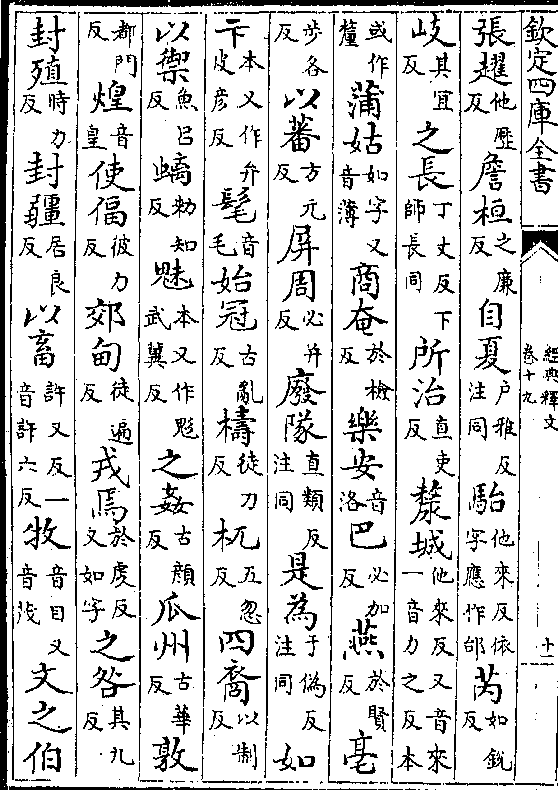 欽定四庫全書
經典釋文
卷十九
十一
張趯他歷反詹桓之廉反自夏户雅反注同駘他來反依字應作邰芮如鋭反
岐其宜反之長丁丈反下師長同所治直吏反斄城他來反又音來一音力之反本
或作釐蒲姑如字又音薄商奄於檢反樂安音洛巴必加反燕於賢反亳
步各反以蕃方元反屏周必并反廢隊直類反注同是為于偽反注同如
卞本又作弁皮彦反髦音毛始冠古亂反檮徒刀反杌五忽反四裔以制反
以禦魚吕反螭勑知反魅本又作鬽武冀反之姦古顔反瓜州古華反敦
都門反煌音皇使偪彼力反郊甸徒遍反戎焉於虔反又如字之咎其九反
封殖時力反封疆居良反以畜許又反一音許六反牧音目又音茂文之伯